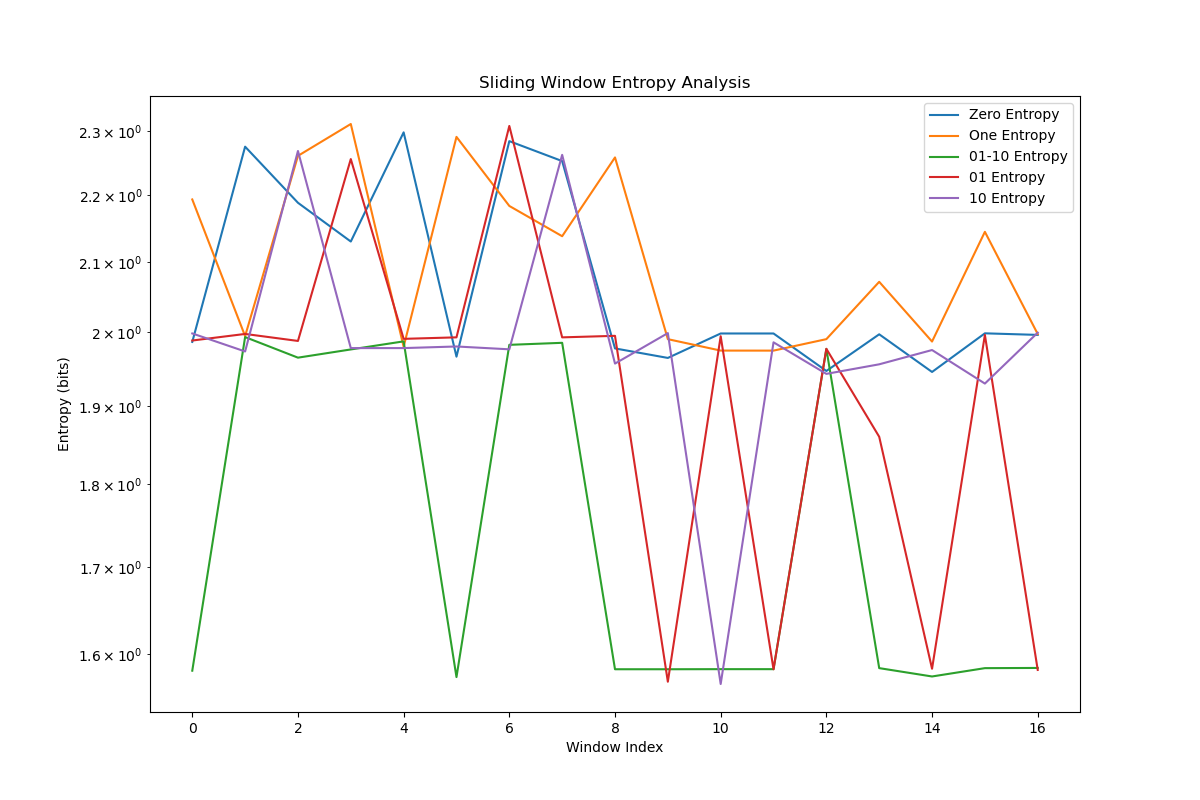 Sliding Window Entropy Analysis
Zero Entropy
One Entropy
01-10 Entropy
01 Entropy
10 Entropy
2.3 × 10⁰
2.2 × 10⁰
2.1 × 10⁰
2 × 10⁰
1.9 × 10⁰
1.8 × 10⁰
1.7 × 10⁰
1.6 × 10⁰
Entropy (bits)
0 2 4 6 8 10 12 14 16
Window Index